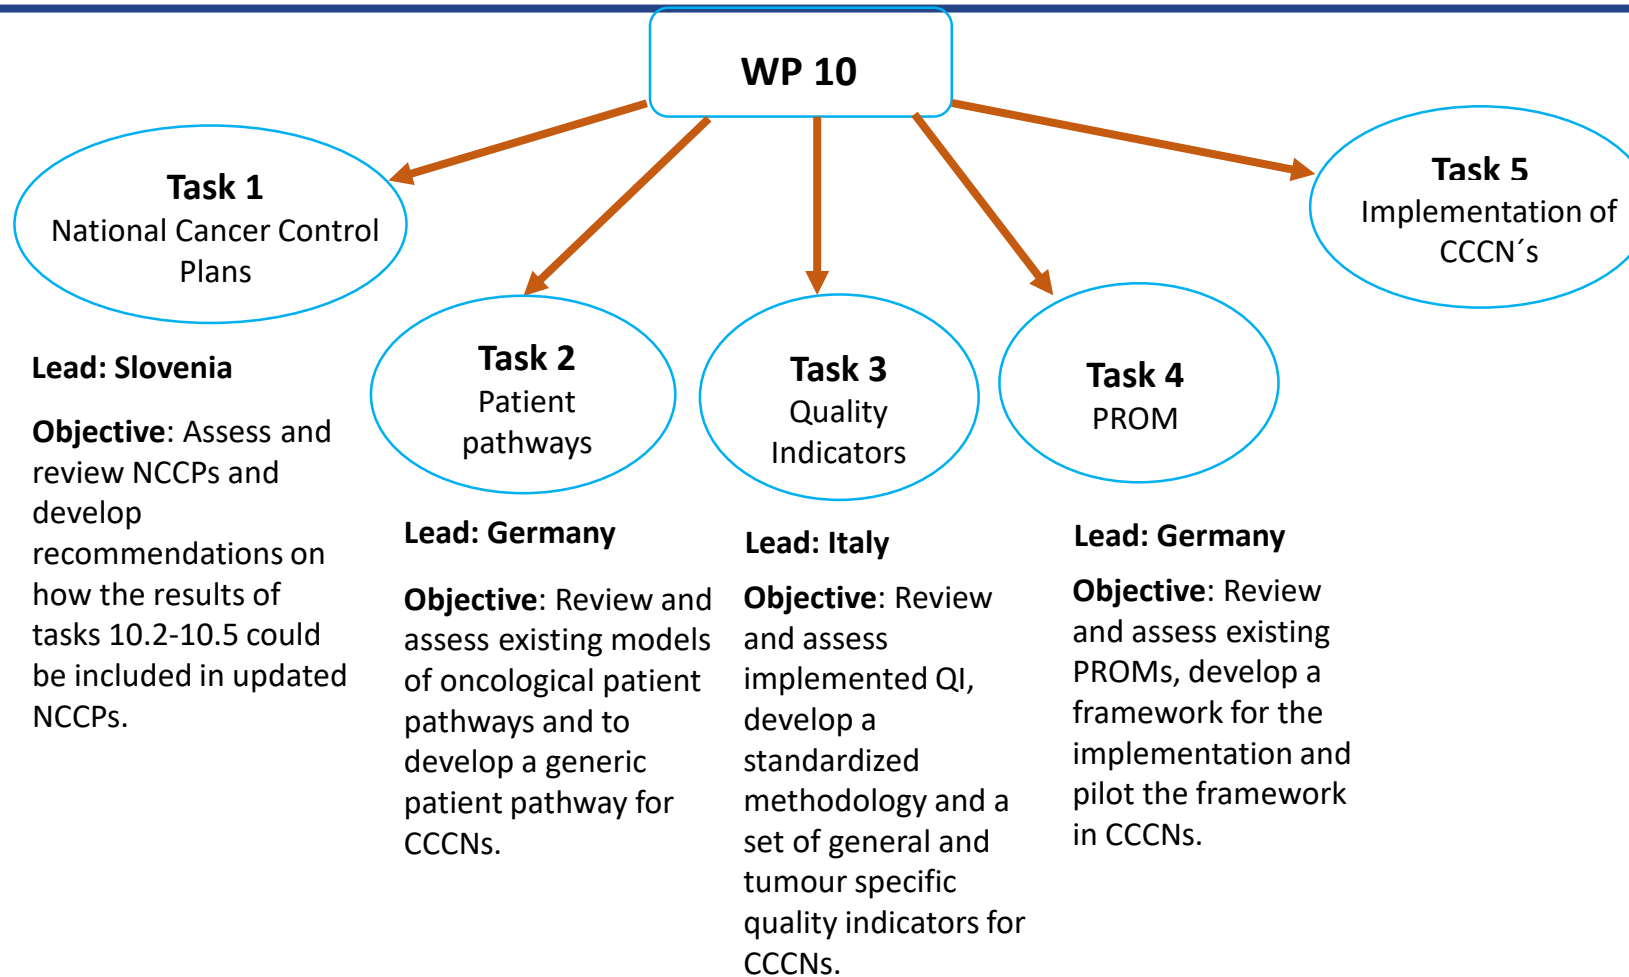 WP 10
Task 1
National Cancer Control
Plans
Lead: Slovenia
Objective: Assess and
review NCCPs and
develop
recommendations on
how the results of
tasks 10.2-10.5 could
be included in updated
NCCPs.
Task 2
Patient
pathways
Lead: Germany
Objective: Review and
assess existing models
of oncological patient
pathways and to
develop a generic
patient pathway for
CCCNs.
Task 3
Quality
Indicators
Lead: Italy
Objective: Review
and assess
implemented QI,
develop a
standardized
methodology and a
set of general and
tumour specific
quality indicators for
CCCNs.
Task 4
PROM
Lead: Germany
Objective: Review
and assess existing
PROMs, develop a
framework for the
implementation and
pilot the framework
in CCCNs.
Task 5
Implementation of
CCCN´s